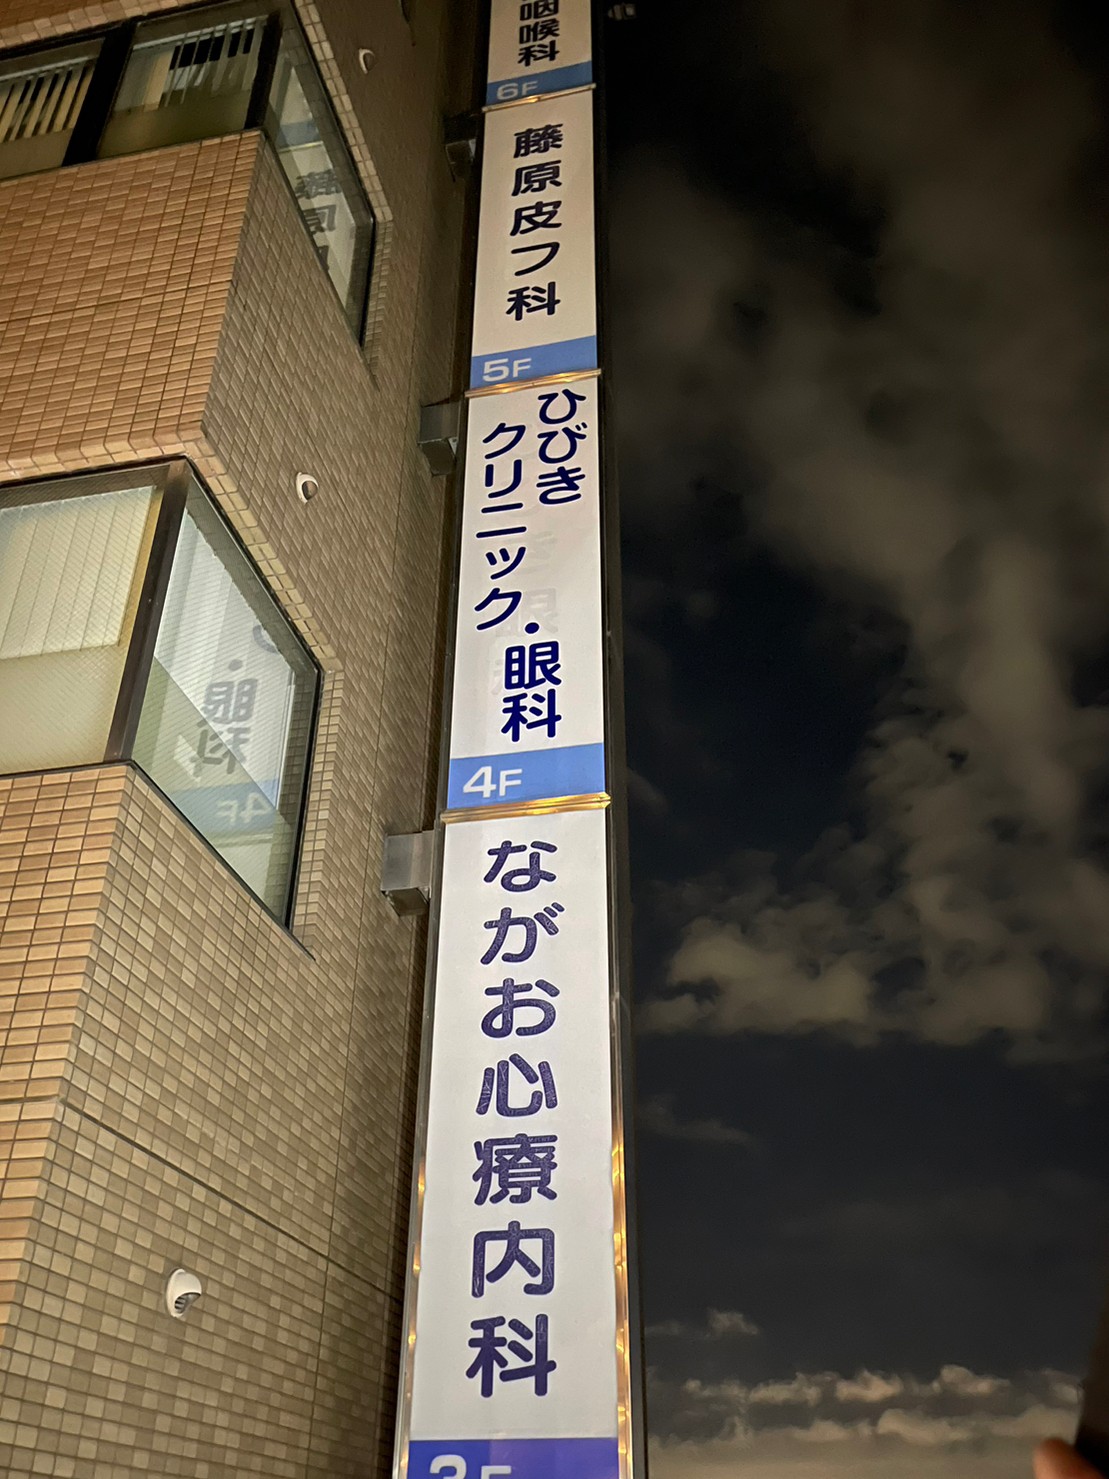 咽喉科
6F
藤原皮フ科
5F
ひびき
クリニック・眼科
4F
ながお心療内科
3F